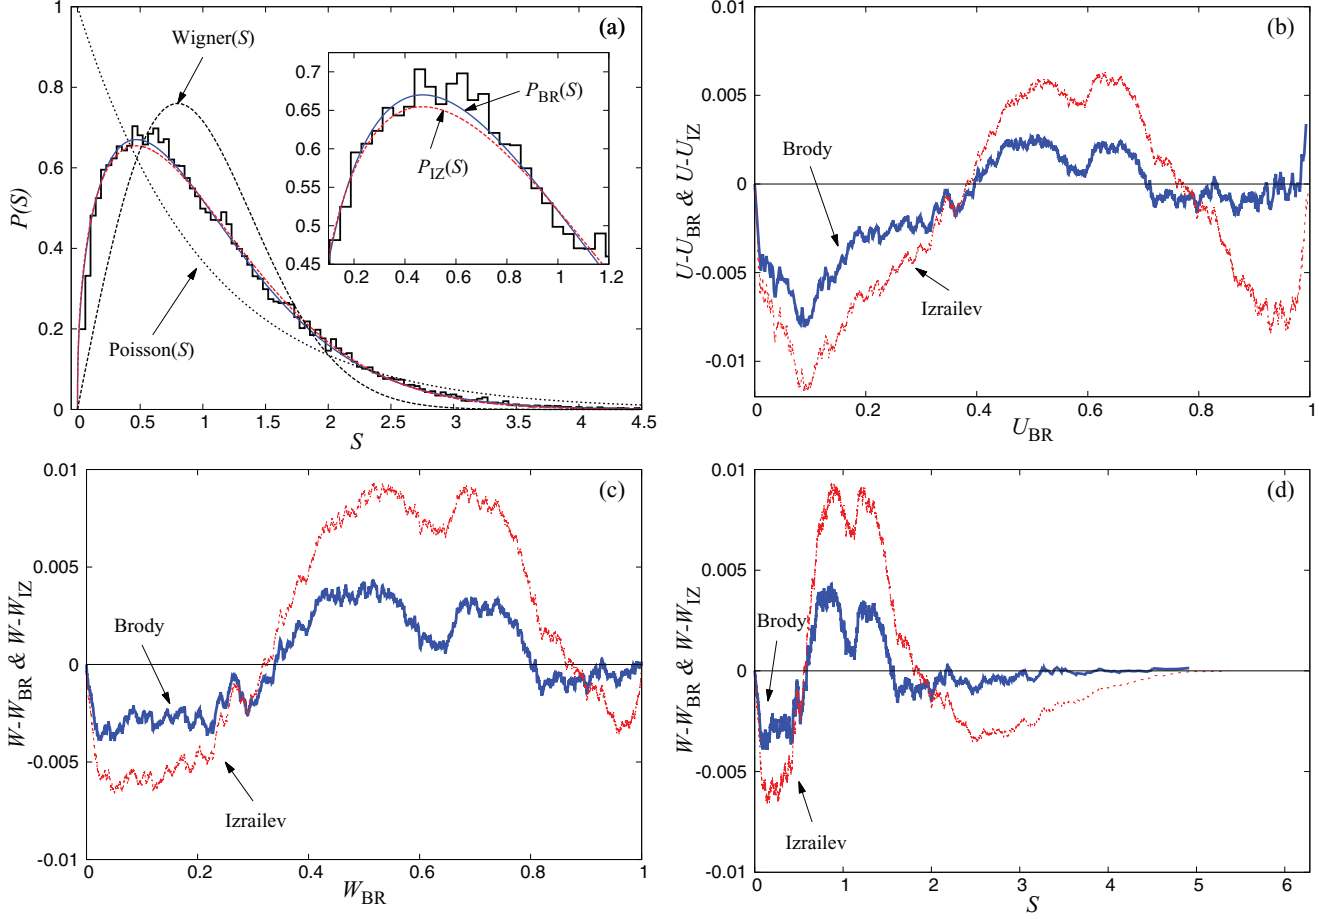 (a)
Wigner(S)
P_BR(S)
P_IZ(S)
Poisson(S)
0.7
0.65
0.6
0.55
0.5
0.45
0.2 0.4 0.6 0.8 1 1.2
P(S)
1
0.8
0.6
0.4
0.2
0
0 0.5 1 1.5 2 2.5 3 3.5 4 4.5
S
(b)
Brody
Izrailev
U-U_BR & U-U_IZ
0.01
0.005
0
-0.005
-0.01
0 0.2 0.4 0.6 0.8 1
U_BR
(c)
Brody
Izrailev
W-W_BR & W-W_IZ
0.01
0.005
0
-0.005
-0.01
0 0.2 0.4 0.6 0.8 1
W_BR
(d)
Brody
Izrailev
W-W_BR & W-W_IZ
0.01
0.005
0
-0.005
-0.01
0 1 2 3 4 5 6
S